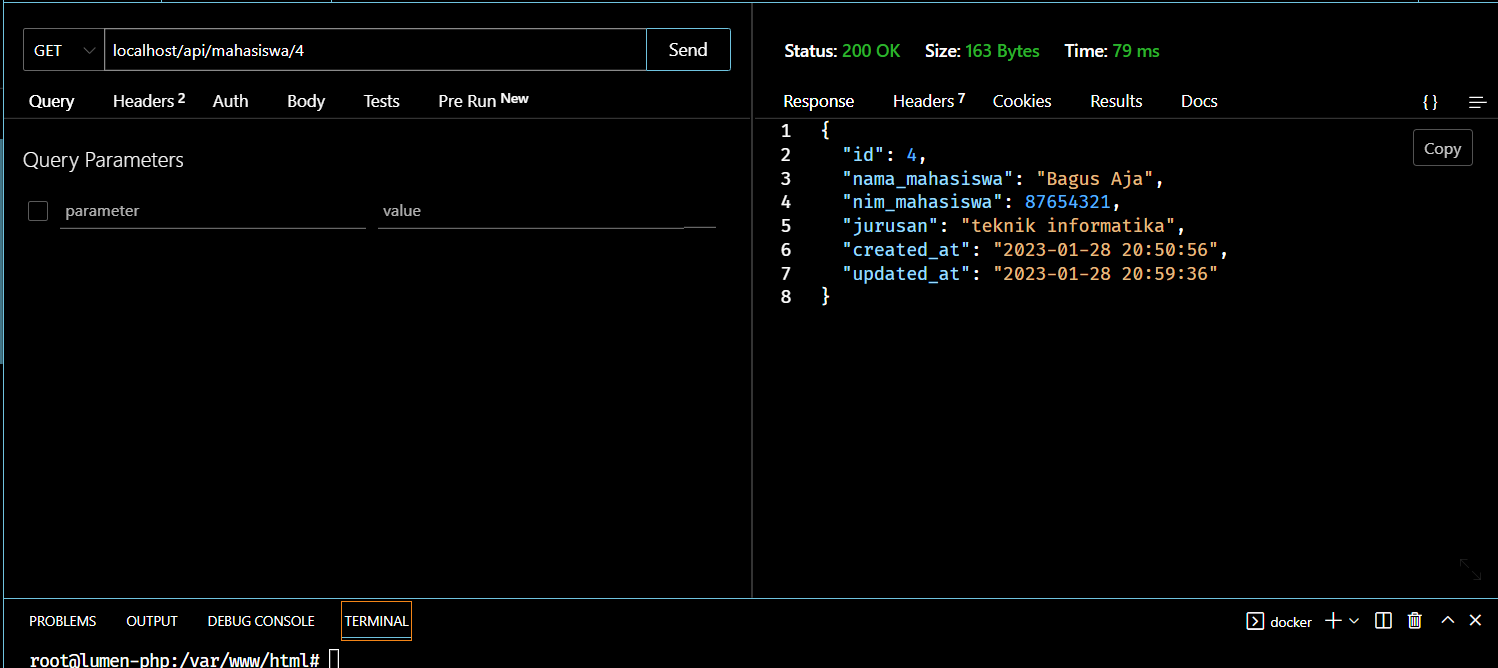 GET localhost/api/mahasiswa/4 Send
Query Headers 2 Auth Body Tests Pre Run New
Query Parameters
parameter value
Status: 200 OK Size: 163 Bytes Time: 79 ms
Response Headers 7 Cookies Results Docs {}
Copy
1 {
2 "id": 4,
3 "nama_mahasiswa": "Bagus Aja",
4 "nim_mahasiswa": 87654321,
5 "jurusan": "teknik informatika",
6 "created_at": "2023-01-28 20:50:56",
7 "updated_at": "2023-01-28 20:59:36"
8 }
PROBLEMS OUTPUT DEBUG CONSOLE TERMINAL docker
root@lumen-php:/var/www/html#